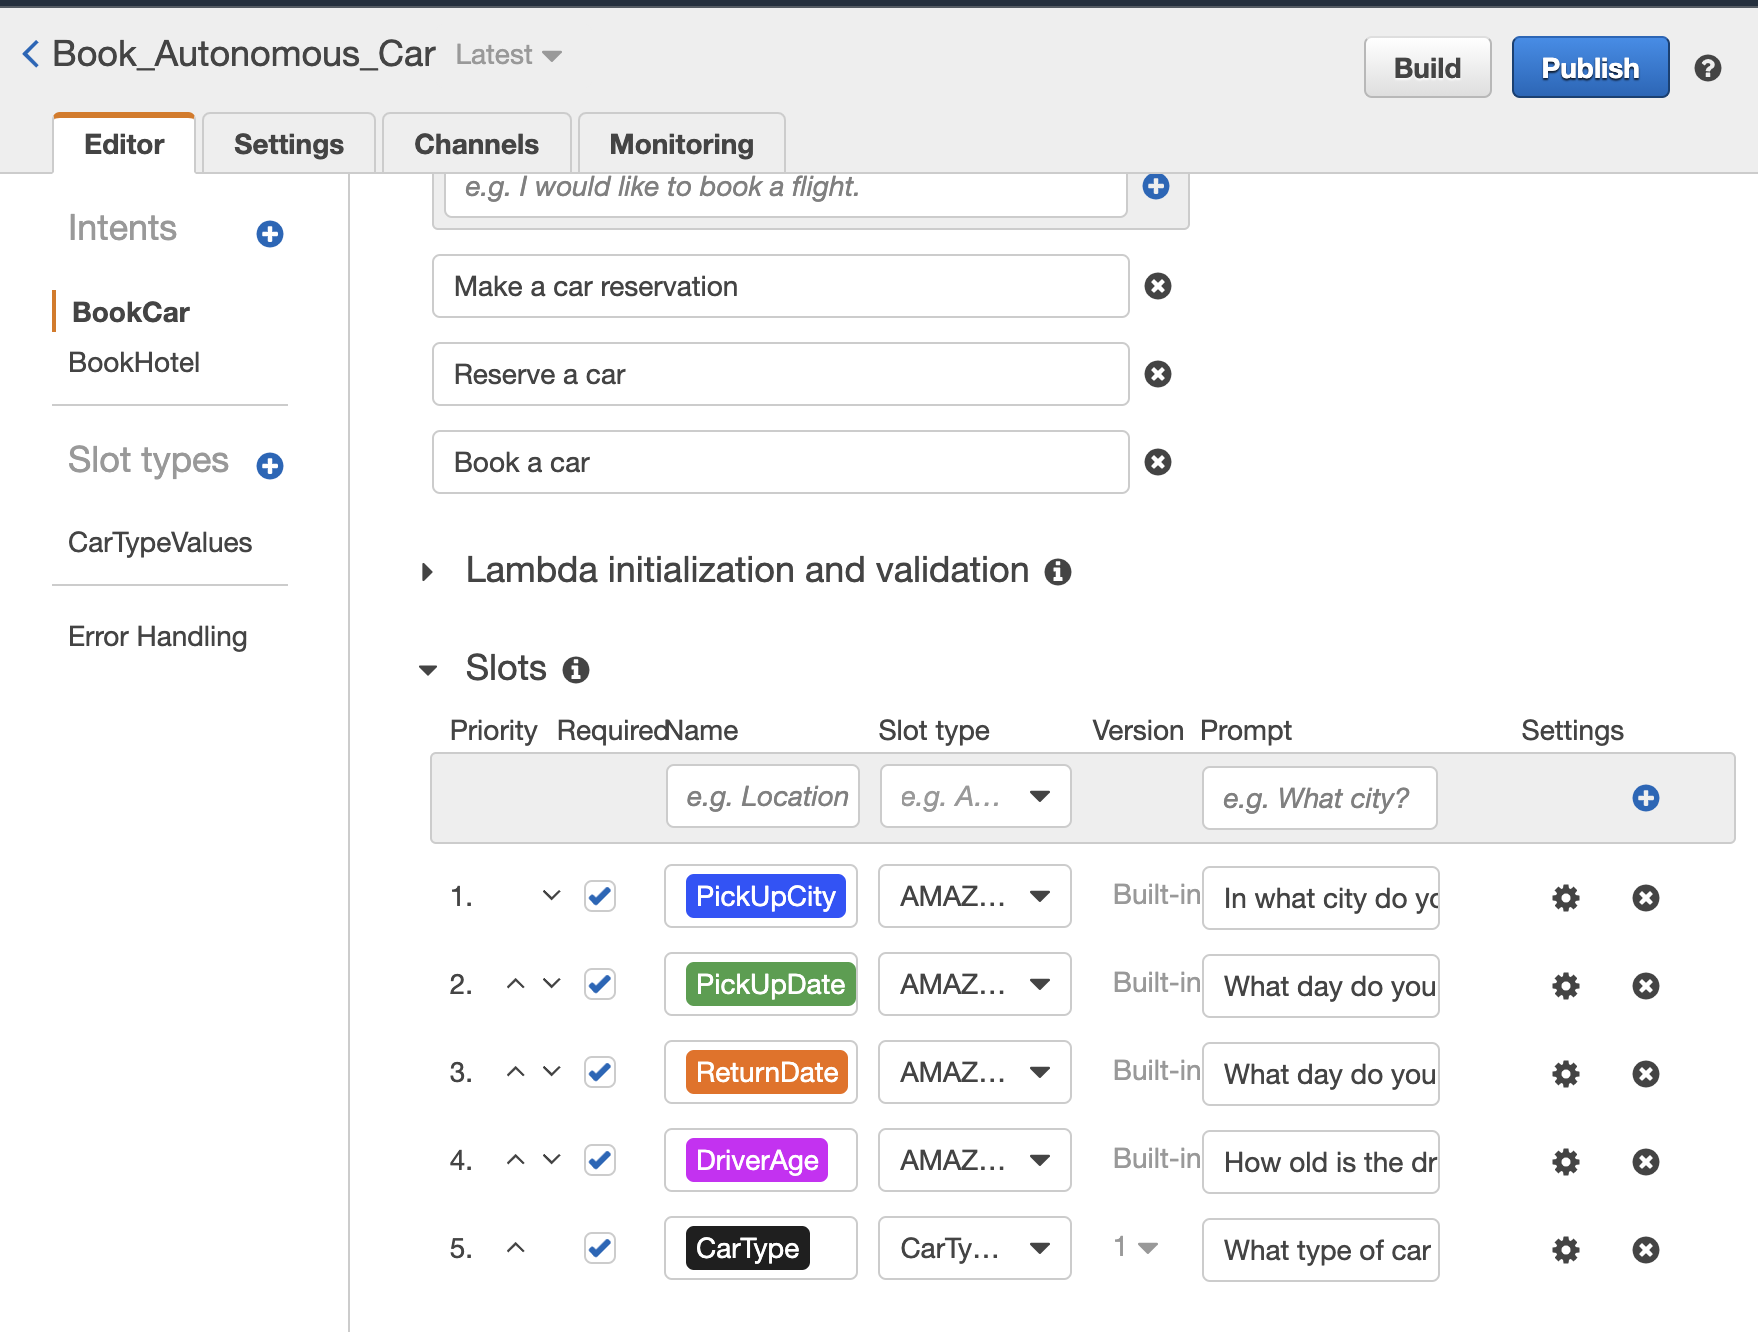 Book_Autonomous_Car Latest
Build Publish
Editor Settings Channels Monitoring
e.g. I would like to book a flight.
Intents
BookCar
BookHotel
Slot types
CarTypeValues
Error Handling
Make a car reservation
Reserve a car
Book a car
Lambda initialization and validation
Slots
Priority Required Name Slot type Version Prompt Settings
e.g. Location e.g. A... e.g. What city?
1. PickUpCity AMAZ... Built-in In what city do yo
2. PickUpDate AMAZ... Built-in What day do you
3. ReturnDate AMAZ... Built-in What day do you
4. DriverAge AMAZ... Built-in How old is the dr
5. CarType CarTy... 1 What type of car